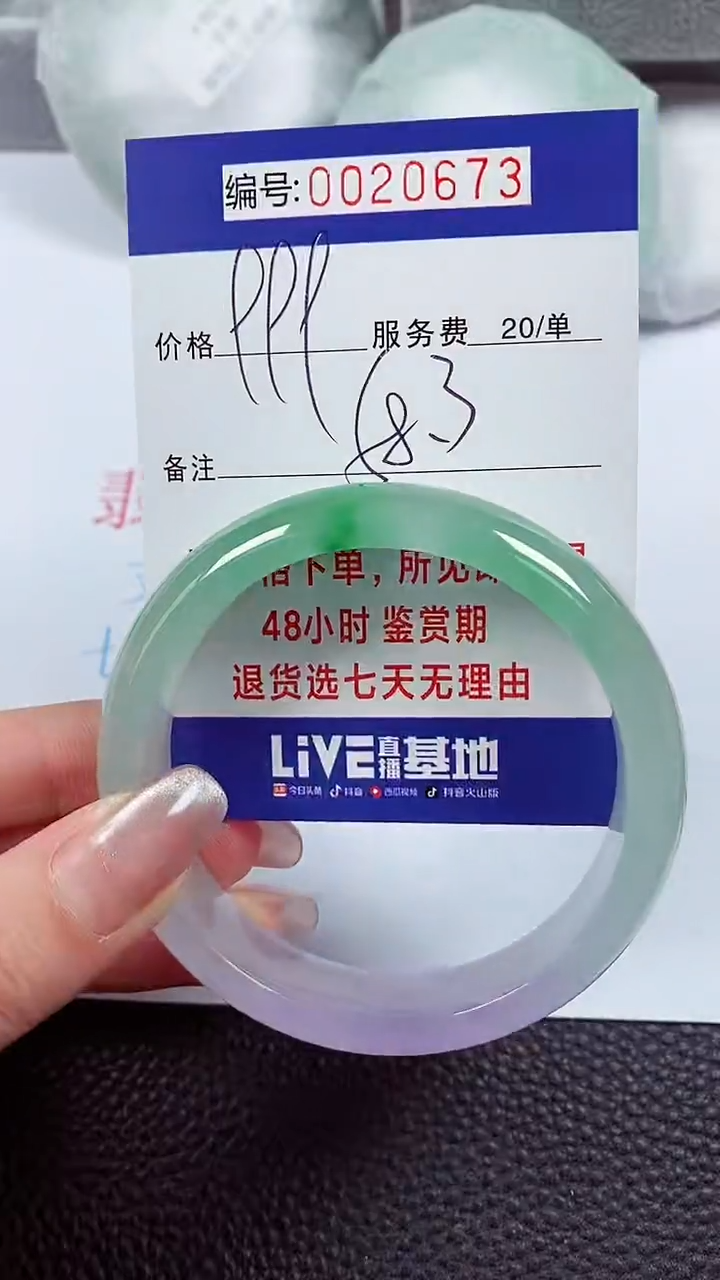 编号:0020673
价格 服务费 20/单
备注 58.3
下单,所见
48小时 鉴赏期
退货选七天无理由
LiVE直播基地
今日头条 抖音 西瓜视频 抖音火山版